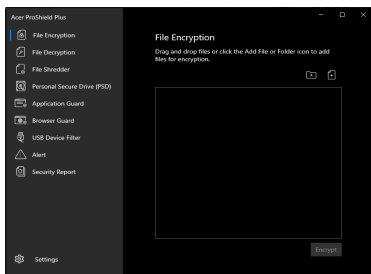 Acer ProShield Plus
File Encryption
File Decryption
File Shredder
Personal Secure Drive (PSD)
Application Guard
Browser Guard
USB Device Filter
Alert
Security Report
Settings
File Encryption
Drag and drop files or click the Add File or Folder icon to add
files for encryption.
Encrypt